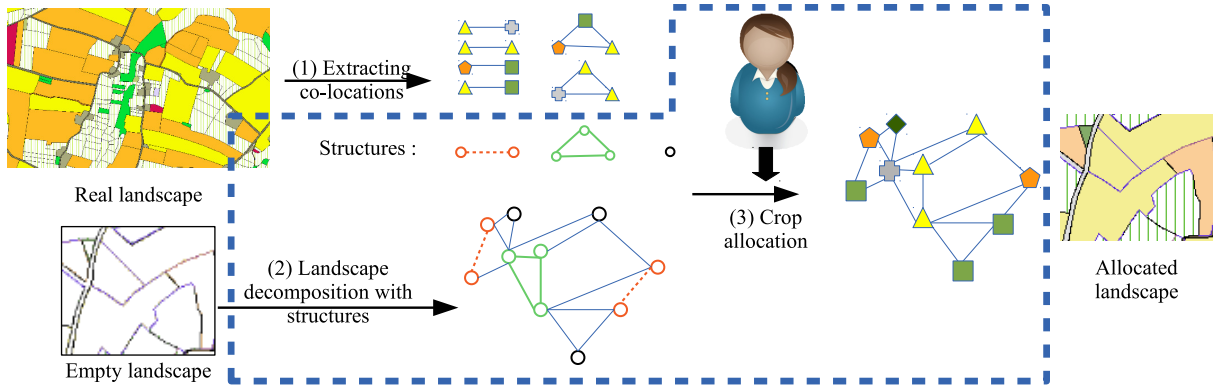 (1) Extracting
co-locations
Structures :
Real landscape
(2) Landscape
decomposition with
structures
(3) Crop
allocation
Allocated
landscape
Empty landscape